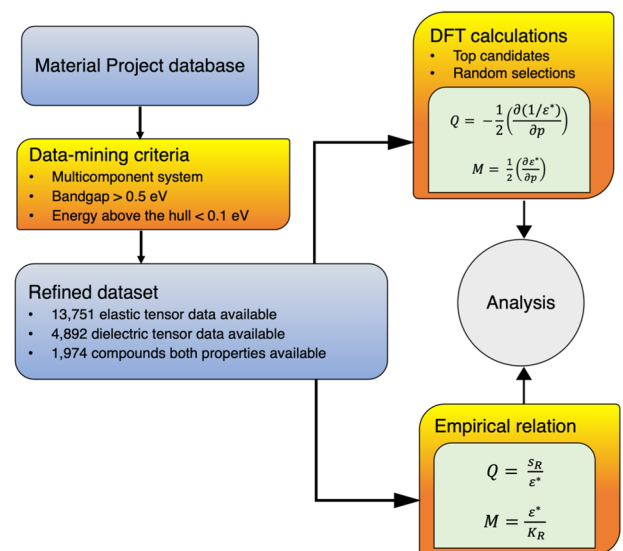 Material Project database
Data-mining criteria
• Multicomponent system
• Bandgap > 0.5 eV
• Energy above the hull < 0.1 eV
Refined dataset
• 13,751 elastic tensor data available
• 4,892 dielectric tensor data available
• 1,974 compounds both properties available
DFT calculations
• Top candidates
• Random selections
Q = −1/2(∂(1/ε*)/∂p)
M = 1/2(∂ε*/∂p)
Analysis
Empirical relation
Q = s_R/ε*
M = ε*/K_R